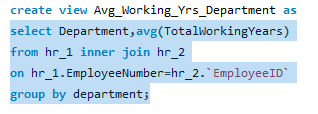 create view Avg_Working_Yrs_Department as
select Department,avg(TotalWorkingYears)
from hr_1 inner join hr_2
on hr_1.EmployeeNumber=hr_2.`EmployeeID`
group by department;